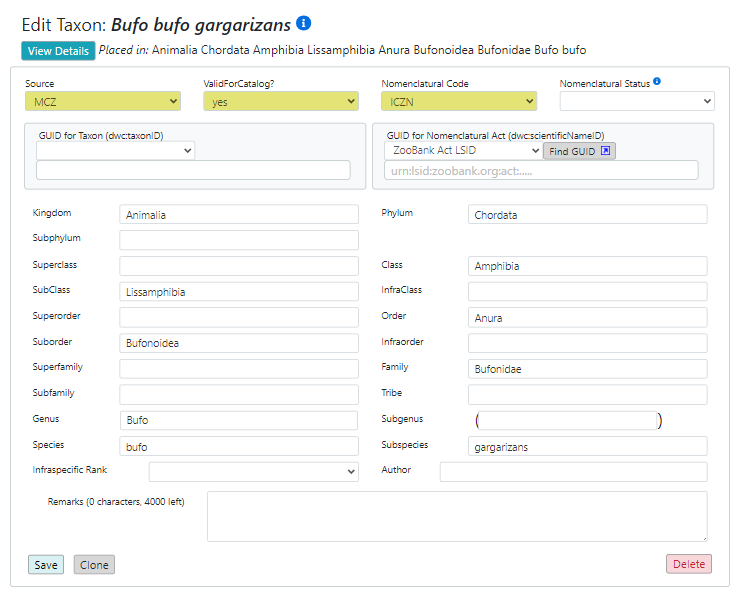 Edit Taxon: Bufo bufo gargarizans
View Details Placed in: Animalia Chordata Amphibia Lissamphibia Anura Bufonoidea Bufonidae Bufo bufo
Source ValidForCatalog? Nomenclatural Code Nomenclatural Status
MCZ yes ICZN
GUID for Taxon (dwc:taxonID) GUID for Nomenclatural Act (dwc:scientificNameID)
ZooBank Act LSID Find GUID
urn:lsid:zoobank.org:act:.....
Kingdom Animalia Phylum Chordata
Subphylum
Superclass Class Amphibia
SubClass Lissamphibia InfraClass
Superorder Order Anura
Suborder Bufonoidea Infraorder
Superfamily Family Bufonidae
Subfamily Tribe
Genus Bufo Subgenus ( )
Species bufo Subspecies gargarizans
Infraspecific Rank Author
Remarks (0 characters, 4000 left)
Save Clone Delete